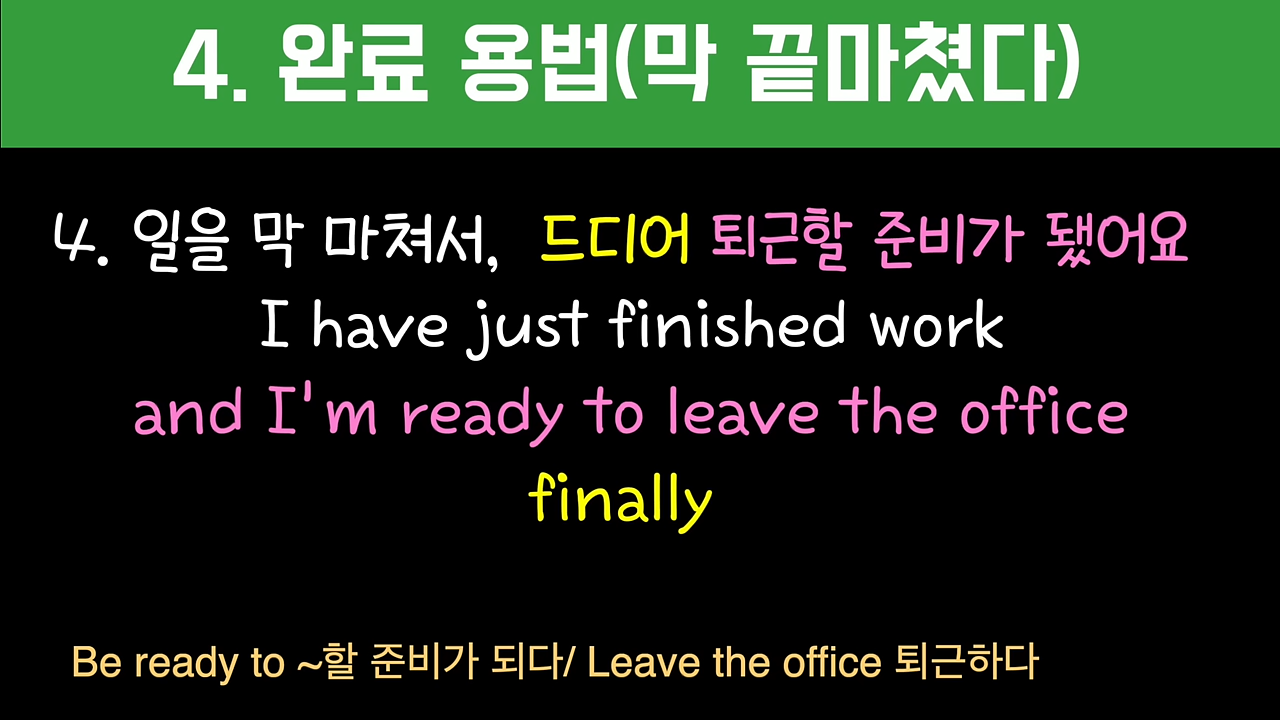 4. 완료 용법(막 끝마쳤다)
4. 일을 막 마쳐서, 드디어 퇴근할 준비가 됐어요
I have just finished work
and I'm ready to leave the office
finally
Be ready to ~할 준비가 되다/ Leave the office 퇴근하다